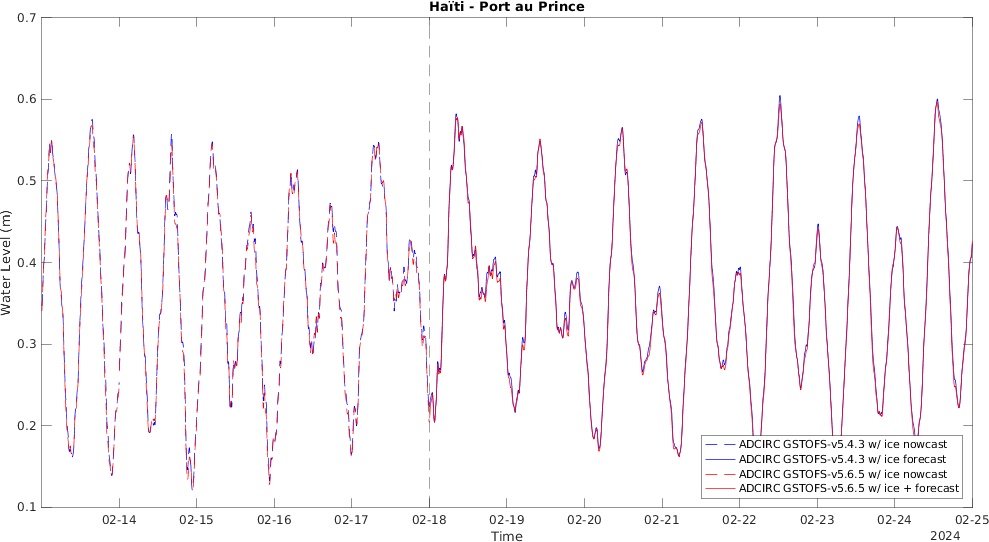 Haïti - Port au Prince
Water Level (m)
0.7
0.6
0.5
0.4
0.3
0.2
0.1
02-14 02-15 02-16 02-17 02-18 02-19 02-20 02-21 02-22 02-23 02-24 02-25
Time
2024
ADCIRC GSTOFS-v5.4.3 w/ ice nowcast
ADCIRC GSTOFS-v5.4.3 w/ ice forecast
ADCIRC GSTOFS-v5.6.5 w/ ice nowcast
ADCIRC GSTOFS-v5.6.5 w/ ice + forecast